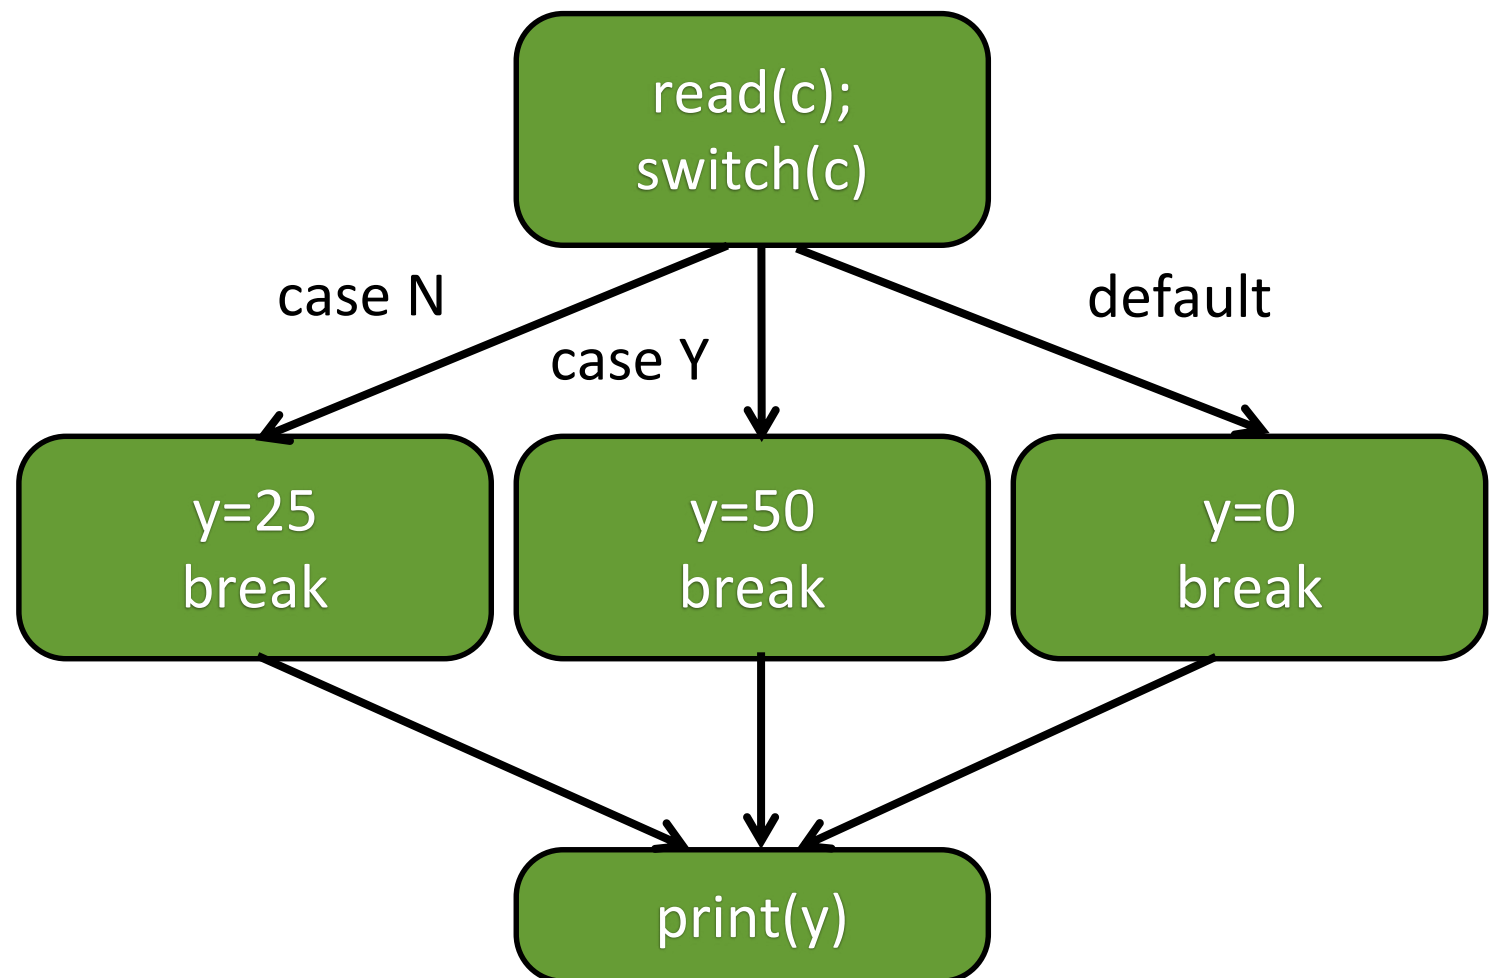 read(c);
switch(c)
case N
default
case Y
y=25
break
y=50
break
y=0
break
print(y)